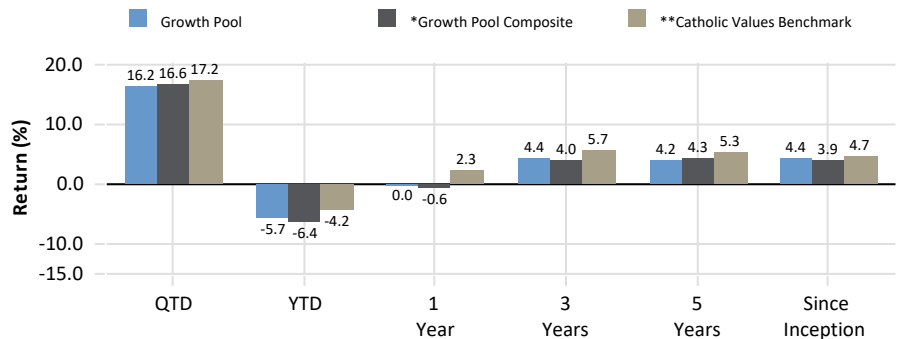 Growth Pool *Growth Pool Composite **Catholic Values Benchmark
Return (%)
20.0
10.0
0.0
-10.0
-15.0
16.2 16.6 17.2
-5.7 -6.4 -4.2
0.0 -0.6 2.3
4.4 4.0 5.7
4.2 4.3 5.3
4.4 3.9 4.7
QTD
YTD
1
Year
3
Years
5
Years
Since
Inception